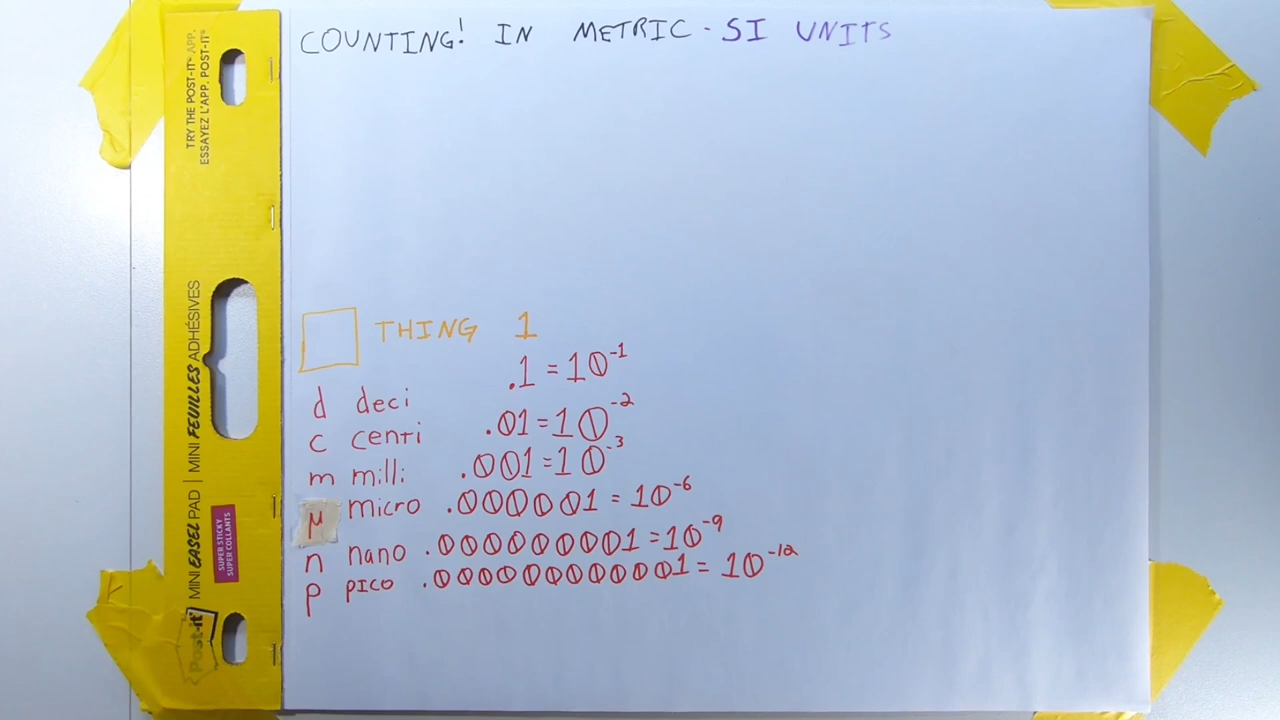 COUNTING! IN METRIC - SI UNITS
THING 1
d deci .1 = 10⁻¹
c centi .01 = 10⁻²
m milli .001 = 10⁻³
μ micro .000001 = 10⁻⁶
n nano .000000001 = 10⁻⁹
p pico .000000000001 = 10⁻¹²
TRY THE POST-IT® APP.
ESSAYEZ L'APP. POST-IT®
Post-it® MINI EASEL PAD | MINI FEUILLES ADHÉSIVES
SUPER STICKY
SUPER COLLANTS